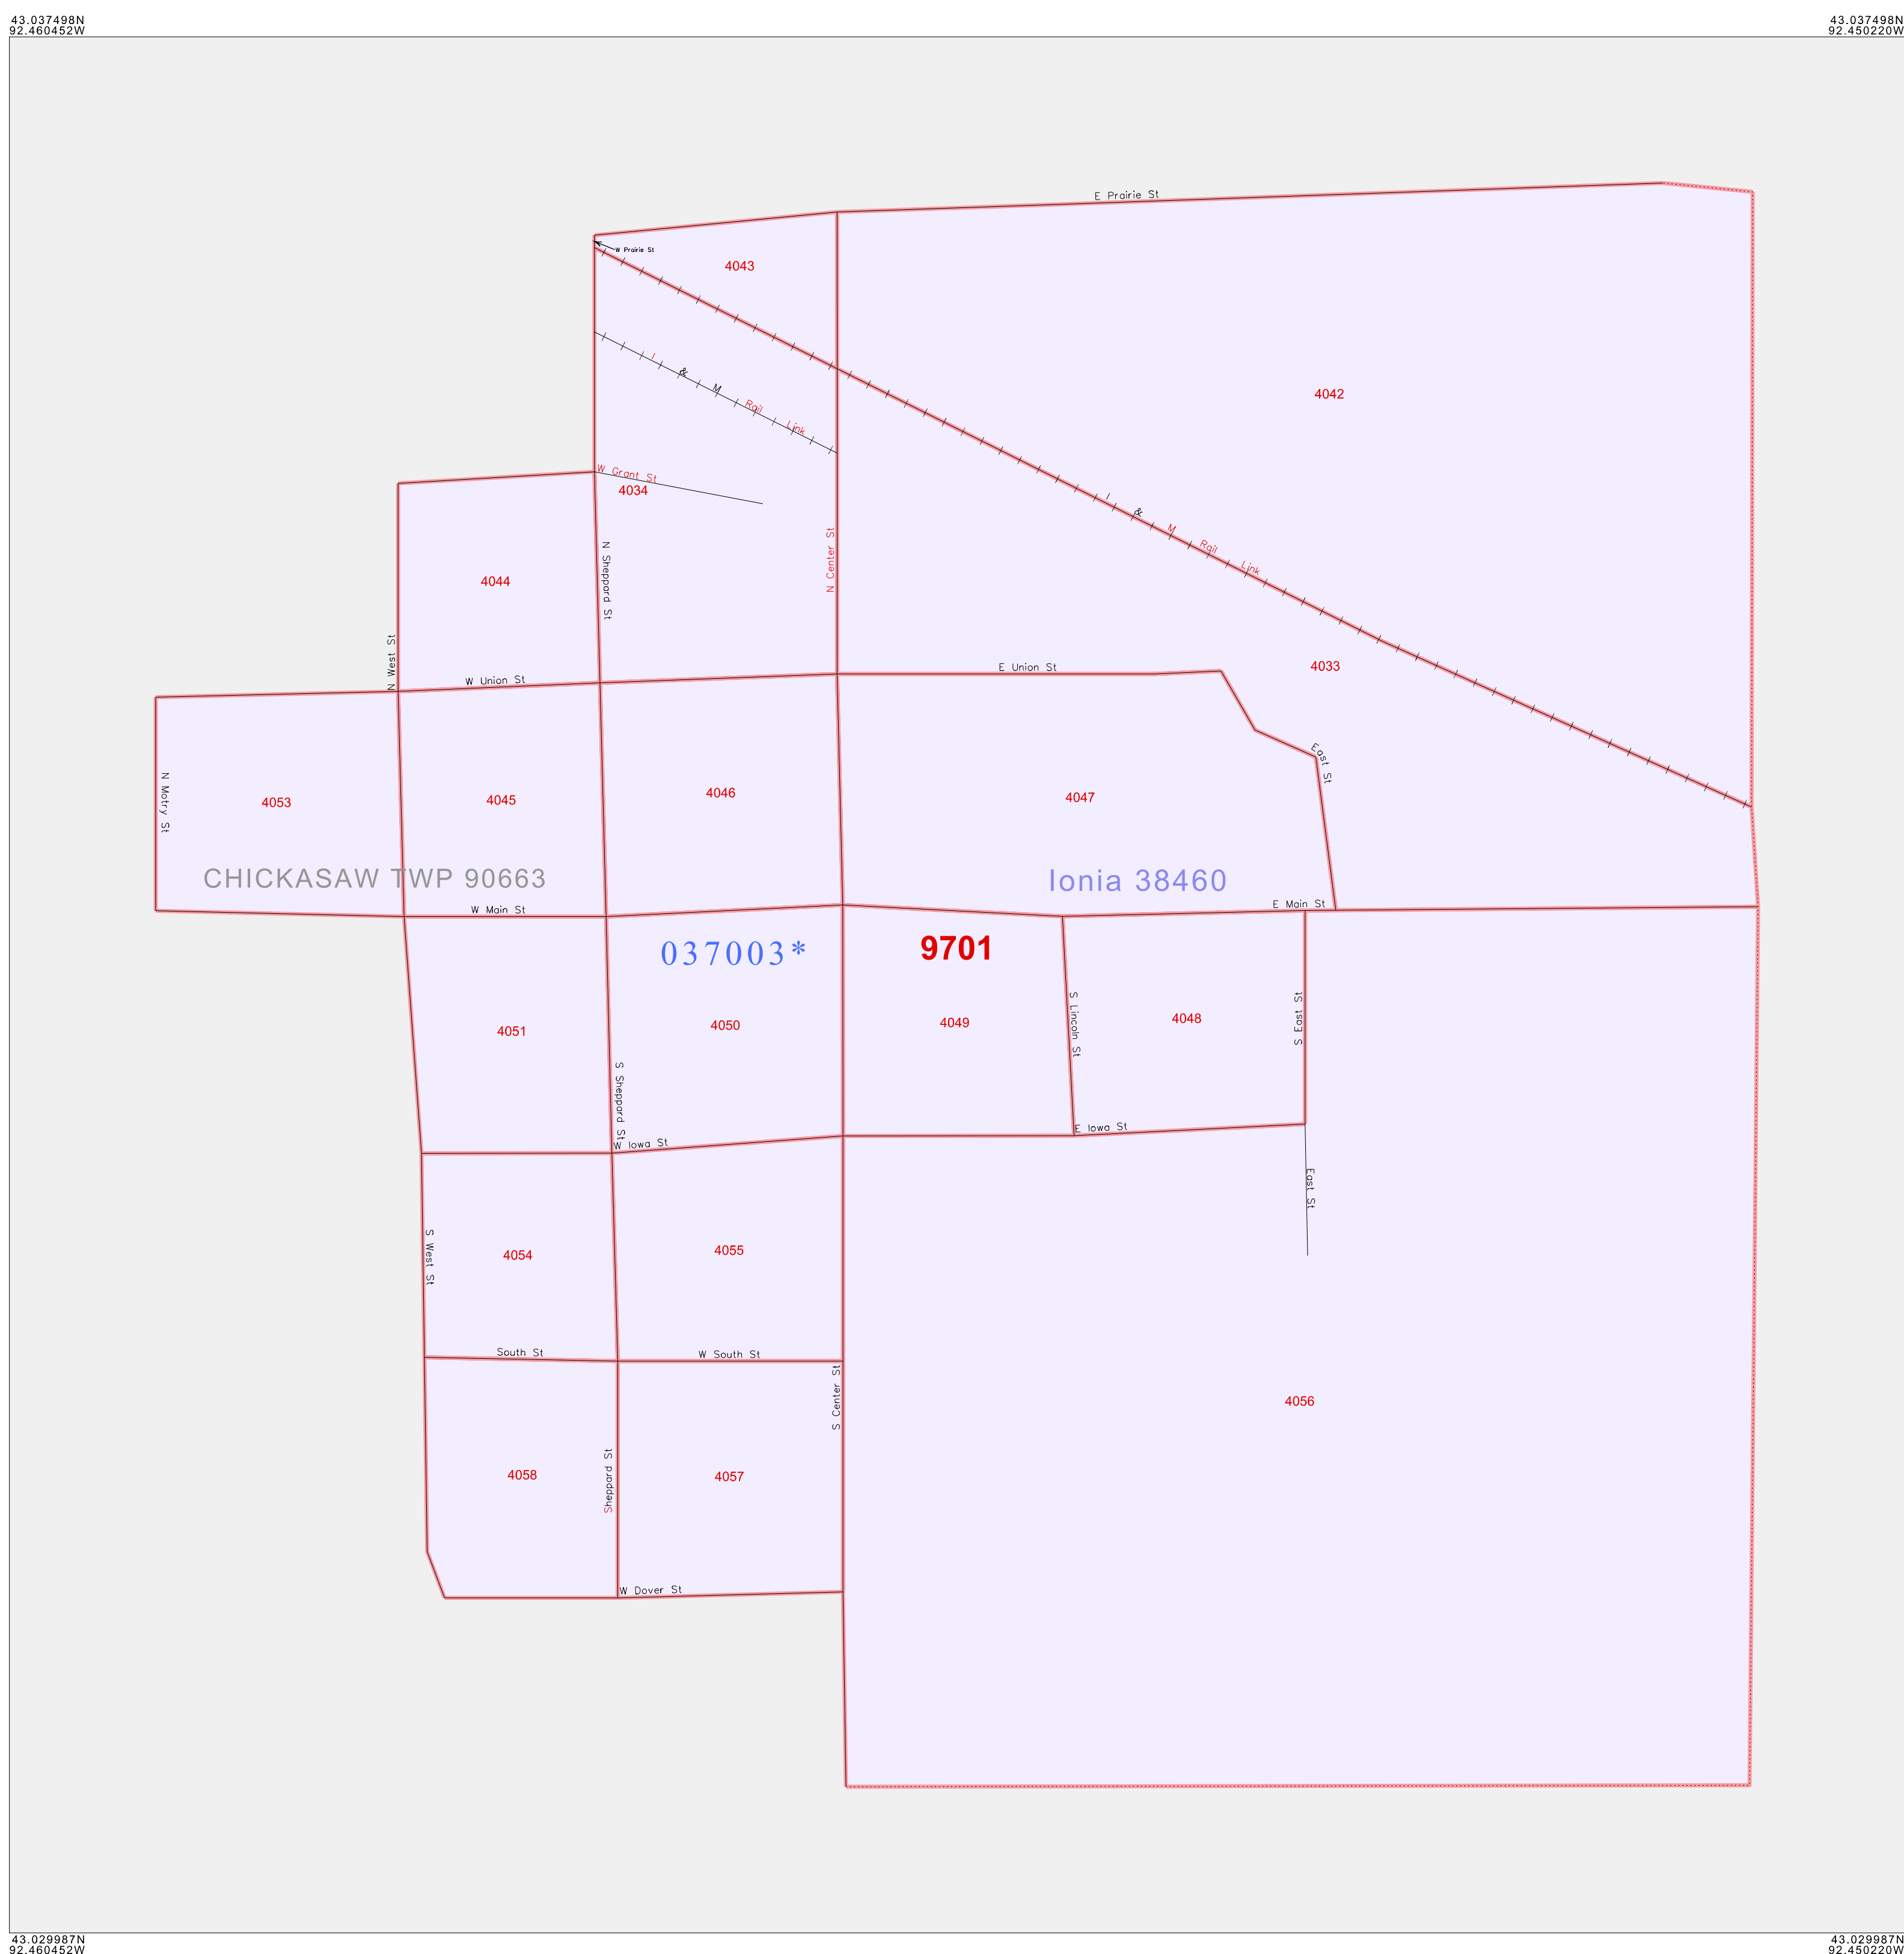 43.037498N
92.460452W
43.037498N
92.450220W
E Prairie St
W Prairie St
4043
4042
I & M Rail Link
W Grant St
4034
I & M Rail Link
N Center St
N Sheppard St
4044
N West St
W Union St
E Union St
4033
East St
N Motry St
4053
4045
4046
4047
CHICKASAW TWP 90663
Ionia 38460
W Main St
E Main St
037003*
9701
4051
4050
4049
S Lincoln St
4048
S East St
S Sheppard St
W Iowa St
E Iowa St
East St
S West St
4054
4055
South St
W South St
S Center St
4056
4058
Sheppard St
4057
W Dover St
43.029987N
92.460452W
43.029987N
92.450220W